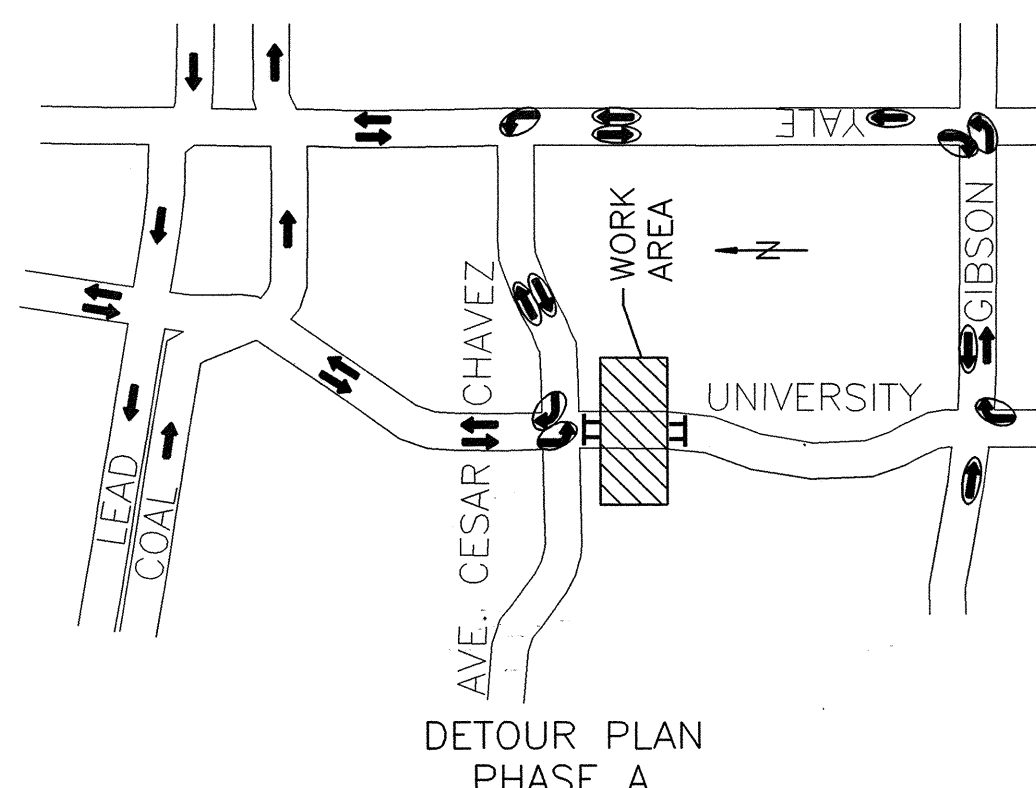 YALE
WORK
AREA
N
GIBSON
AVE. CESAR CHAVEZ
UNIVERSITY
LEAD
COAL
DETOUR PLAN
PHASE A